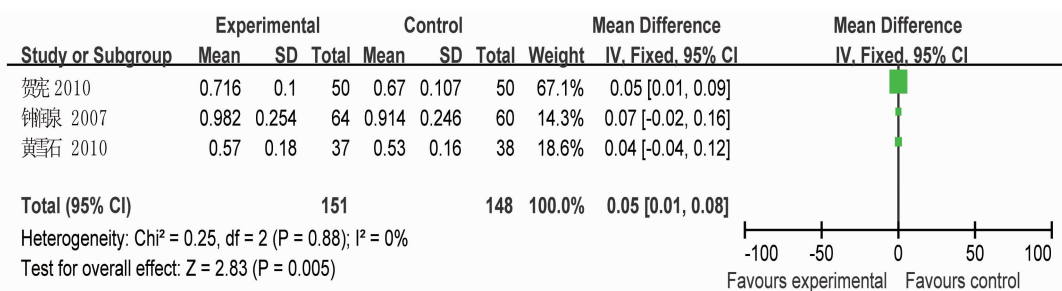 Experimental Control Mean Difference Mean Difference
Study or Subgroup Mean SD Total Mean SD Total Weight IV, Fixed, 95% CI IV, Fixed, 95% CI
贺宪 2010 0.716 0.1 50 0.67 0.107 50 67.1% 0.05 [0.01, 0.09]
钟润泉 2007 0.982 0.254 64 0.914 0.246 60 14.3% 0.07 [-0.02, 0.16]
黄雪石 2010 0.57 0.18 37 0.53 0.16 38 18.6% 0.04 [-0.04, 0.12]
Total (95% CI) 151 148 100.0% 0.05 [0.01, 0.08]
Heterogeneity: Chi² = 0.25, df = 2 (P = 0.88); I² = 0%
Test for overall effect: Z = 2.83 (P = 0.005)
-100 -50 0 50 100
Favours experimental Favours control